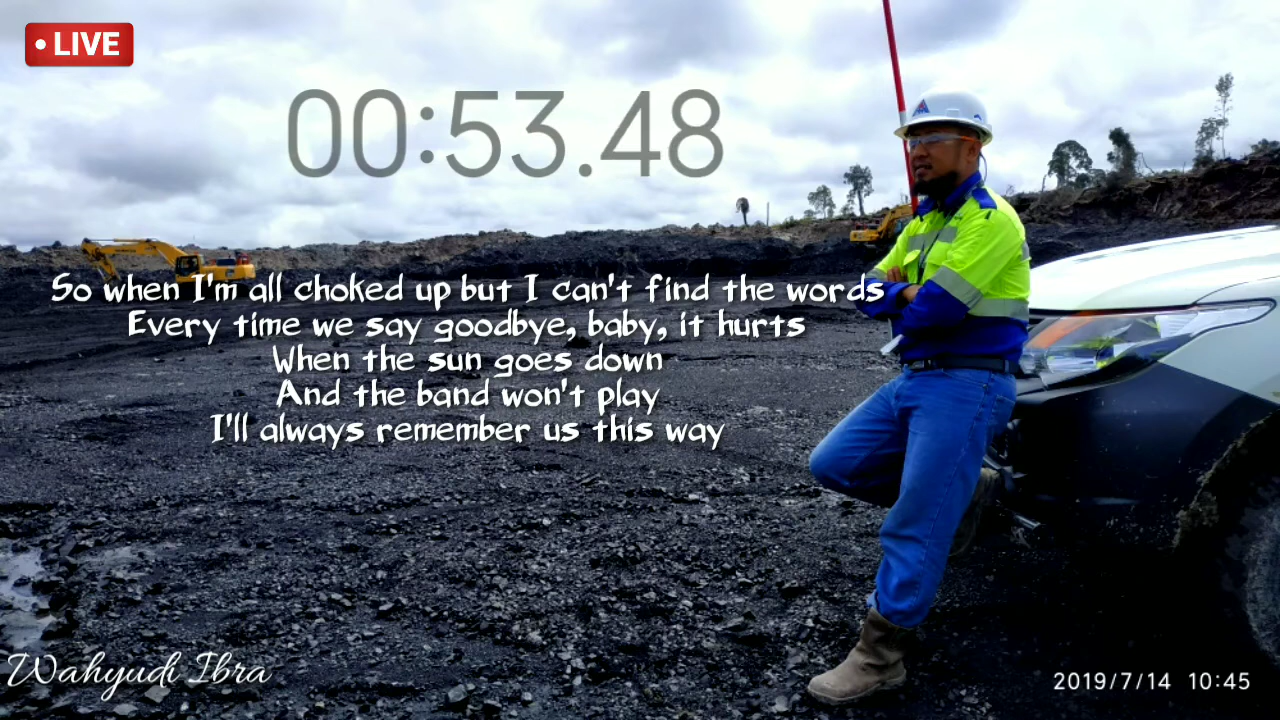 • LIVE
00:53.48
So when I'm all choked up but I can't find the words
Every time we say goodbye, baby, it hurts
When the sun goes down
And the band won't play
I'll always remember us this way
Wahyudi Ibra
2019/7/14 10:45